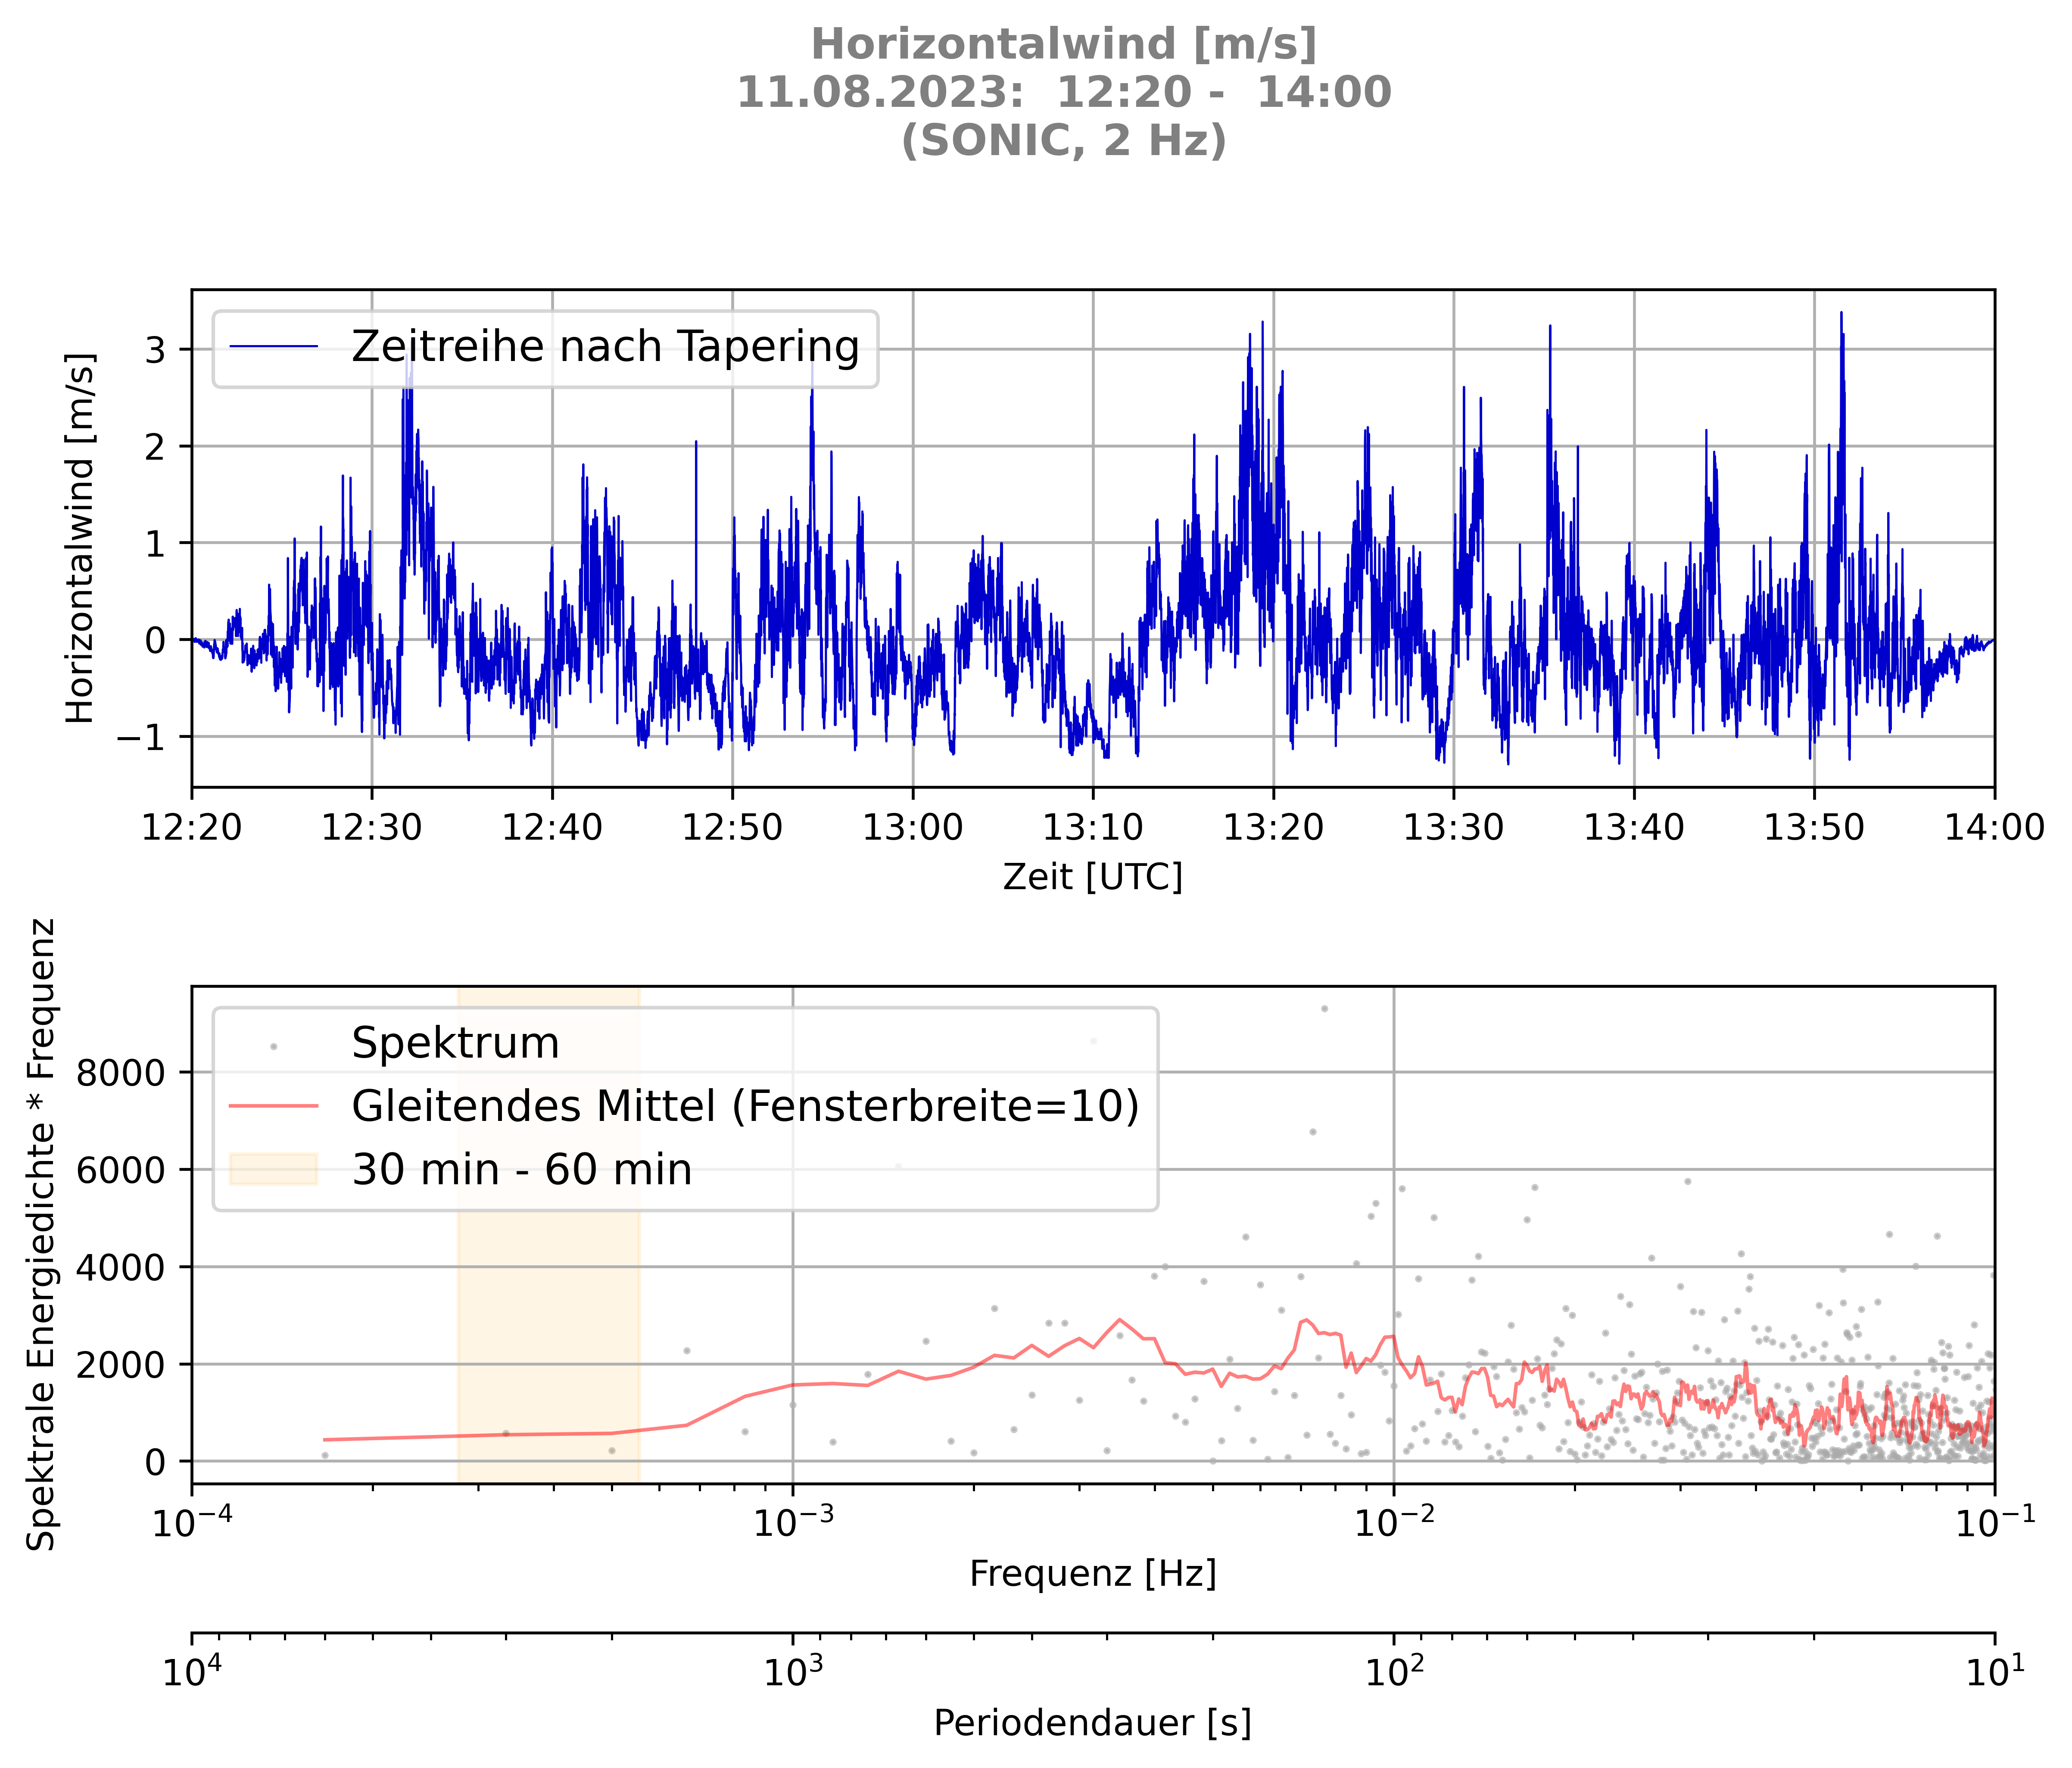 Horizontalwind [m/s]
11.08.2023:  12:20 -  14:00
(SONIC, 2 Hz)
Horizontalwind [m/s]
3
2
1
0
−1
Zeitreihe nach Tapering
12:20 12:30 12:40 12:50 13:00 13:10 13:20 13:30 13:40 13:50 14:00
Zeit [UTC]
Spektrale Energiedichte * Frequenz
8000
6000
4000
2000
0
Spektrum
Gleitendes Mittel (Fensterbreite=10)
30 min - 60 min
10⁻⁴ 10⁻³ 10⁻² 10⁻¹
Frequenz [Hz]
10⁴ 10³ 10² 10¹
Periodendauer [s]